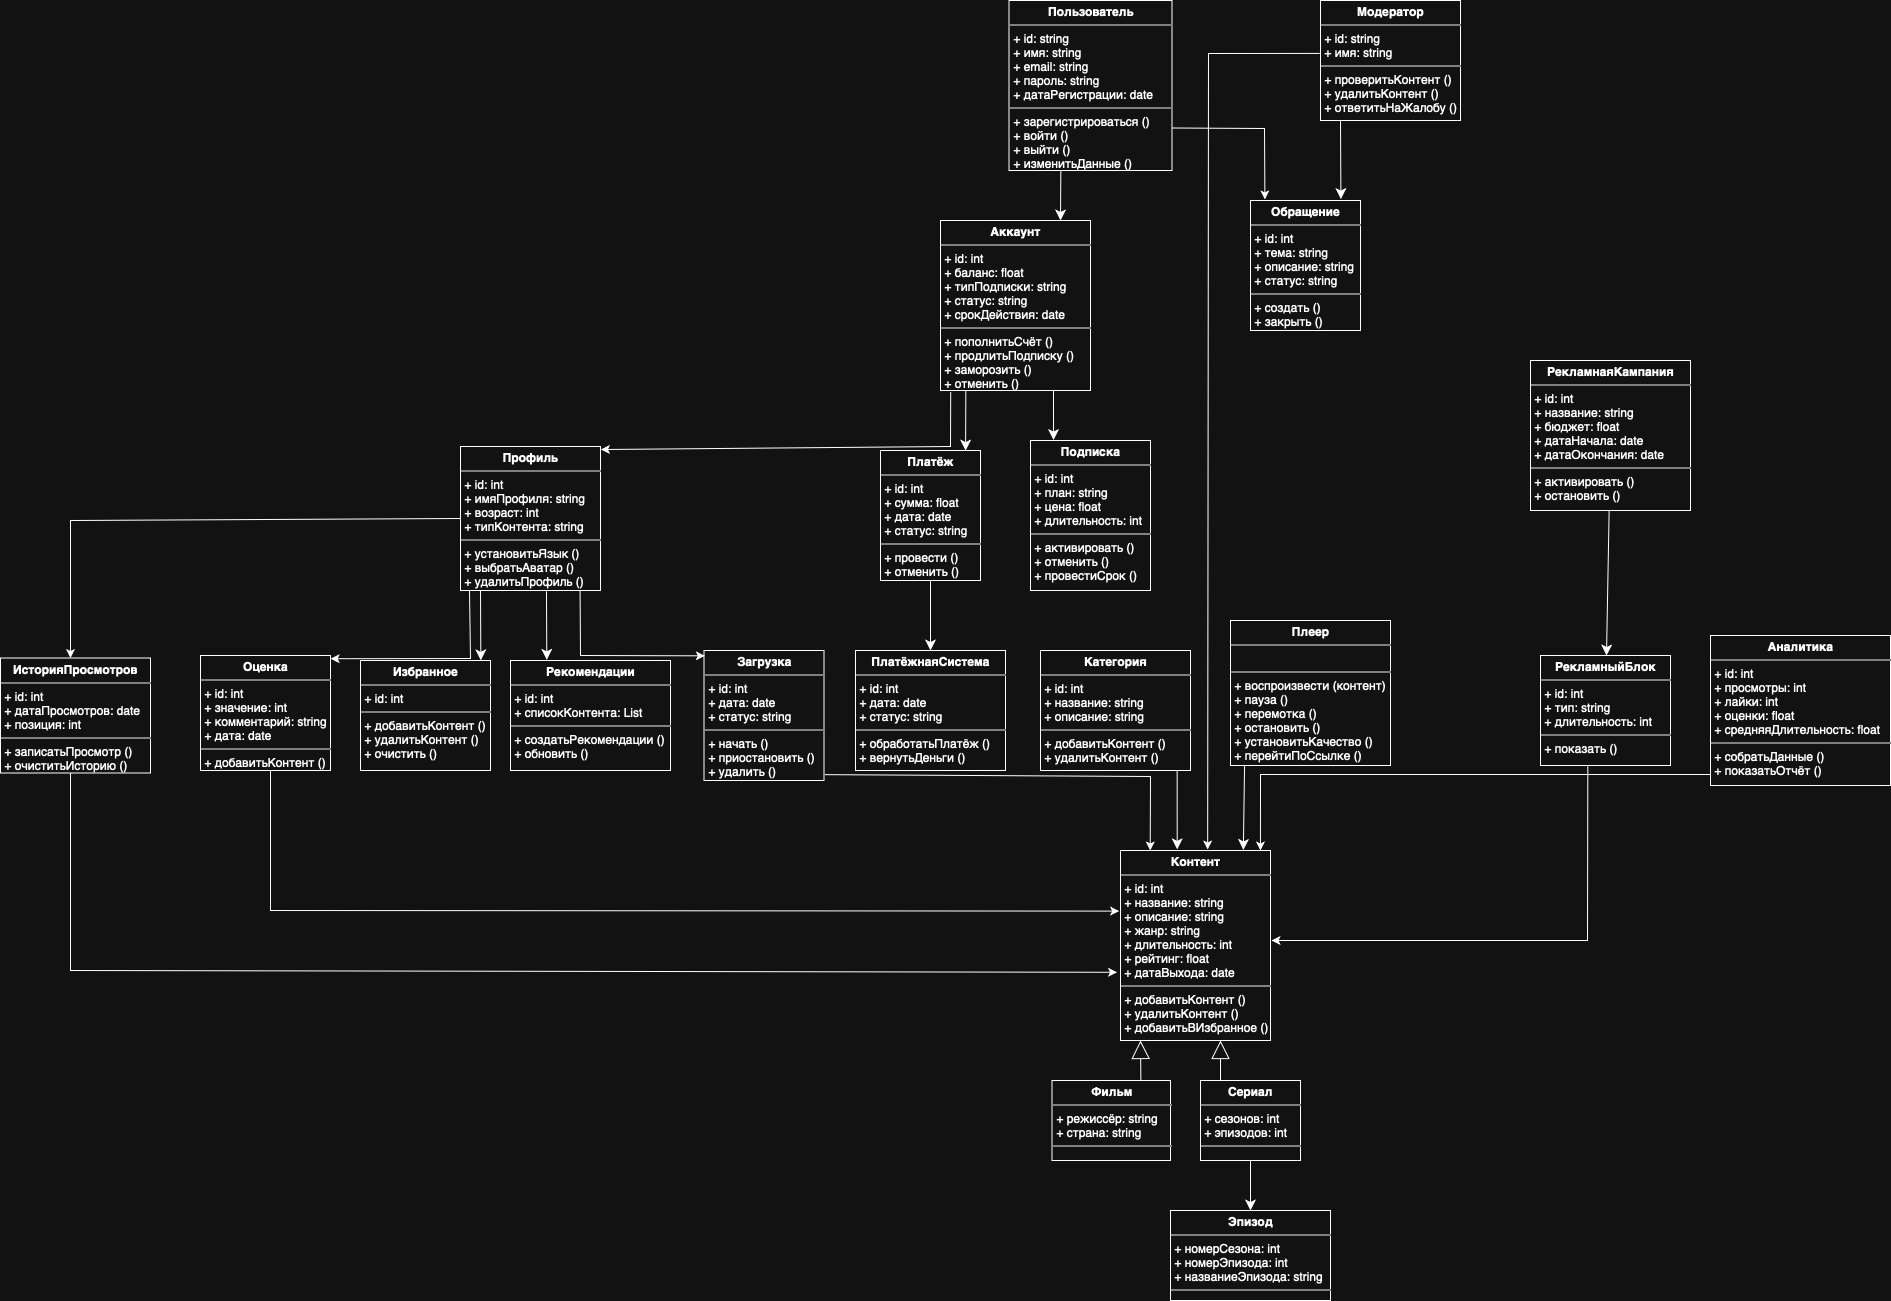 Пользователь
+ id: string
+ имя: string
+ email: string
+ пароль: string
+ датаРегистрации: date
+ зарегистрироваться ()
+ войти ()
+ выйти ()
+ изменитьДанные ()
Модератор
+ id: string
+ имя: string
+ проверитьКонтент ()
+ удалитьКонтент ()
+ ответитьНаЖалобу ()
Обращение
+ id: int
+ тема: string
+ описание: string
+ статус: string
+ создать ()
+ закрыть ()
Аккаунт
+ id: int
+ баланс: float
+ типПодписки: string
+ статус: string
+ срокДействия: date
+ пополнитьСчёт ()
+ продлитьПодписку ()
+ заморозить ()
+ отменить ()
РекламнаяКампания
+ id: int
+ название: string
+ бюджет: float
+ датаНачала: date
+ датаОкончания: date
+ активировать ()
+ остановить ()
Профиль
+ id: int
+ имяПрофиля: string
+ возраст: int
+ типКонтента: string
+ установитьЯзык ()
+ выбратьАватар ()
+ удалитьПрофиль ()
Платёж
+ id: int
+ сумма: float
+ дата: date
+ статус: string
+ провести ()
+ отменить ()
Подписка
+ id: int
+ план: string
+ цена: float
+ длительность: int
+ активировать ()
+ отменить ()
+ провестиСрок ()
ИсторияПросмотров
+ id: int
+ датаПросмотров: date
+ позиция: int
+ записатьПросмотр ()
+ очиститьИсторию ()
Оценка
+ id: int
+ значение: int
+ комментарий: string
+ дата: date
+ добавитьКонтент ()
Избранное
+ id: int
+ добавитьКонтент ()
+ удалитьКонтент ()
+ очистить ()
Рекомендации
+ id: int
+ списокКонтента: List
+ создатьРекомендации ()
+ обновить ()
Загрузка
+ id: int
+ дата: date
+ статус: string
+ начать ()
+ приостановить ()
+ удалить ()
ПлатёжнаяСистема
+ id: int
+ дата: date
+ статус: string
+ обработатьПлатёж ()
+ вернутьДеньги ()
Категория
+ id: int
+ название: string
+ описание: string
+ добавитьКонтент ()
+ удалитьКонтент ()
Плеер
+ воспроизвести (контент)
+ пауза ()
+ перемотка ()
+ остановить ()
+ установитьКачество ()
+ перейтиПоСсылке ()
РекламныйБлок
+ id: int
+ тип: string
+ длительность: int
+ показать ()
Аналитика
+ id: int
+ просмотры: int
+ лайки: int
+ оценки: float
+ средняяДлительность: float
+ собратьДанные ()
+ показатьОтчёт ()
Контент
+ id: int
+ название: string
+ описание: string
+ жанр: string
+ длительность: int
+ рейтинг: float
+ датаВыхода: date
+ добавитьКонтент ()
+ удалитьКонтент ()
+ добавитьВИзбранное ()
Фильм
+ режиссёр: string
+ страна: string
Сериал
+ сезонов: int
+ эпизодов: int
Эпизод
+ номерСезона: int
+ номерЭпизода: int
+ названиеЭпизода: string